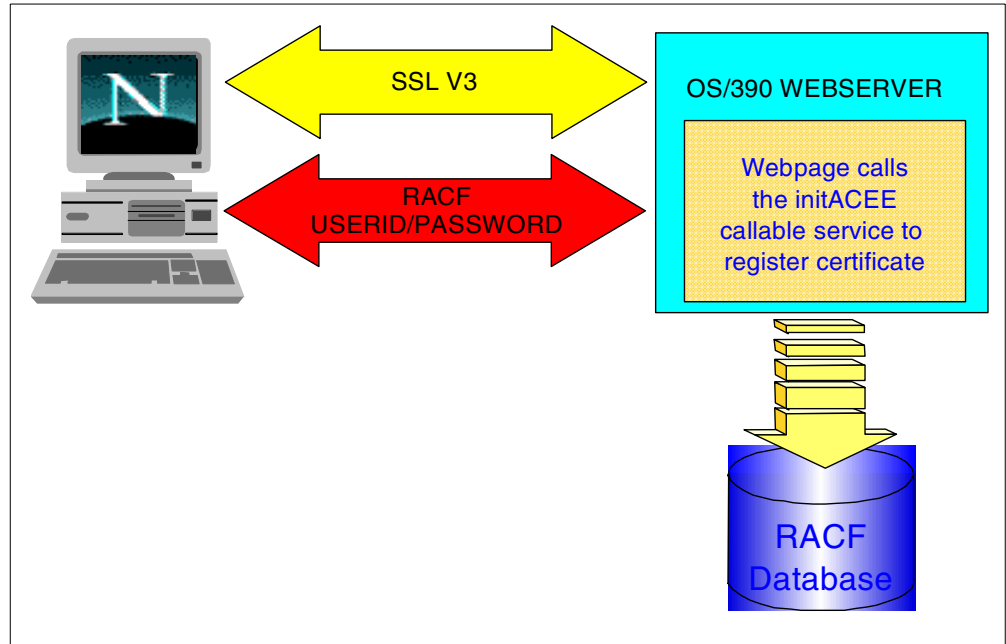 N
SSL V3
OS/390 WEBSERVER
RACF
USERID/PASSWORD
Webpage calls
the initACEE
callable service to
register certificate
RACF
Database